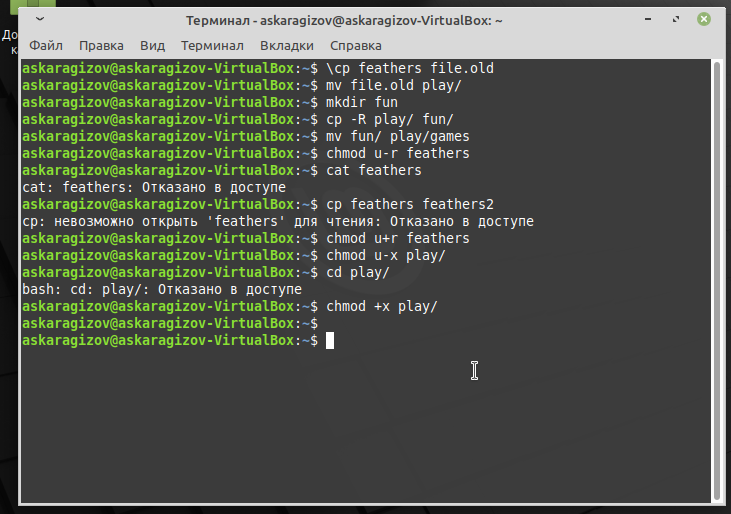 До
к
Терминал - askaragizov@askaragizov-VirtualBox: ~
Файл Правка Вид Терминал Вкладки Справка
askaragizov@askaragizov-VirtualBox:~$ \cp feathers file.old
askaragizov@askaragizov-VirtualBox:~$ mv file.old play/
askaragizov@askaragizov-VirtualBox:~$ mkdir fun
askaragizov@askaragizov-VirtualBox:~$ cp -R play/ fun/
askaragizov@askaragizov-VirtualBox:~$ mv fun/ play/games
askaragizov@askaragizov-VirtualBox:~$ chmod u-r feathers
askaragizov@askaragizov-VirtualBox:~$ cat feathers
cat: feathers: Отказано в доступе
askaragizov@askaragizov-VirtualBox:~$ cp feathers feathers2
cp: невозможно открыть 'feathers' для чтения: Отказано в доступе
askaragizov@askaragizov-VirtualBox:~$ chmod u+r feathers
askaragizov@askaragizov-VirtualBox:~$ chmod u-x play/
askaragizov@askaragizov-VirtualBox:~$ cd play/
bash: cd: play/: Отказано в доступе
askaragizov@askaragizov-VirtualBox:~$ chmod +x play/
askaragizov@askaragizov-VirtualBox:~$
askaragizov@askaragizov-VirtualBox:~$